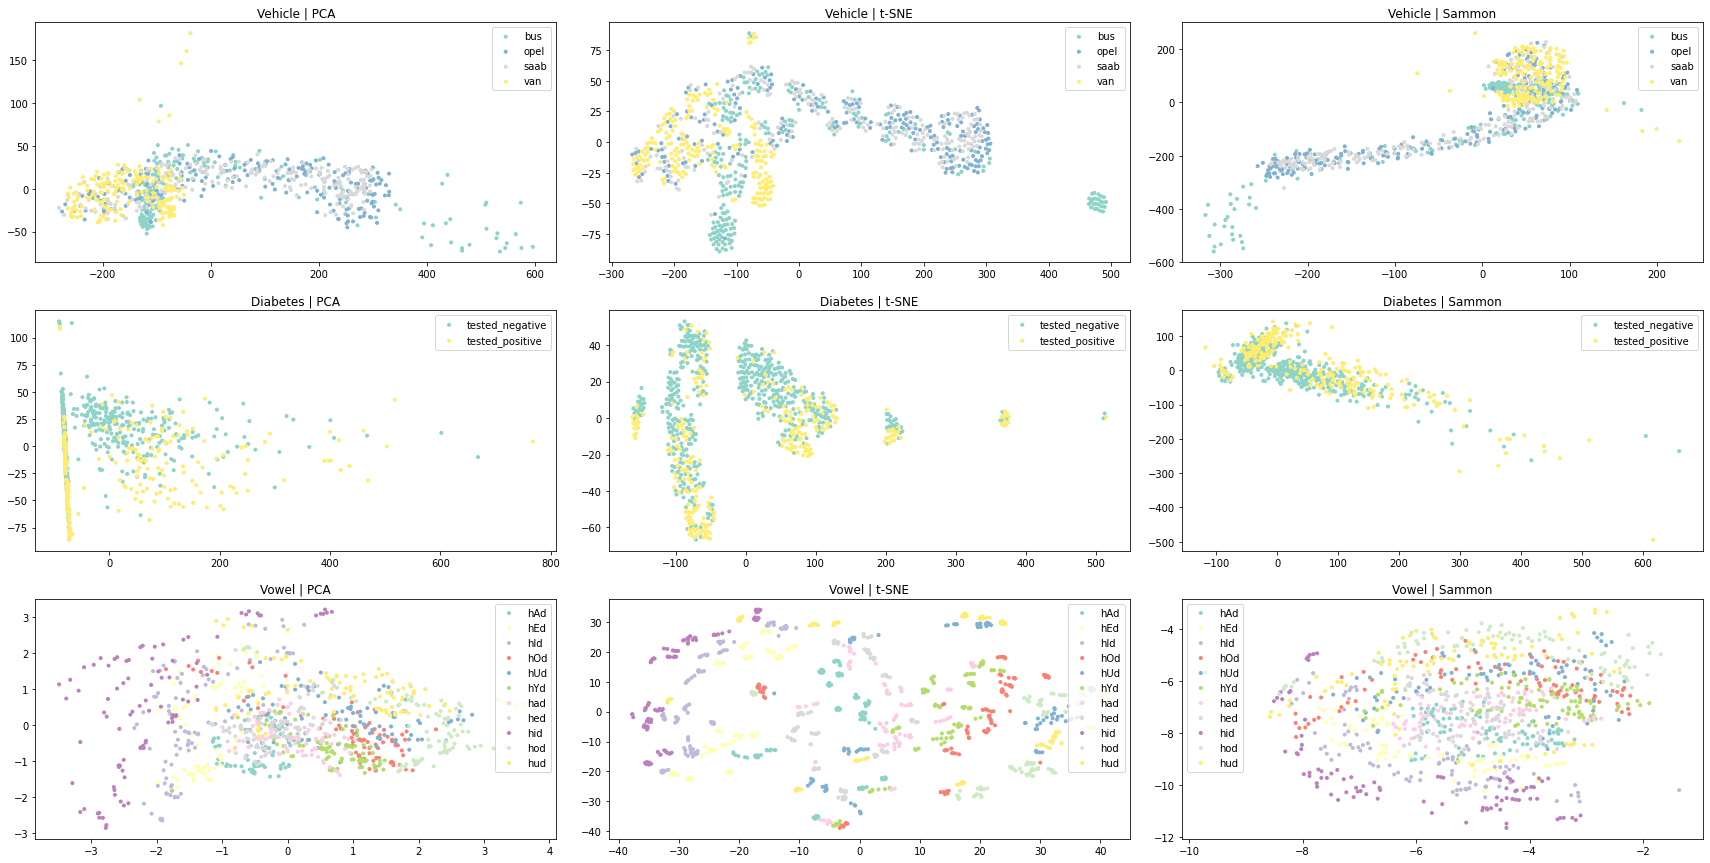 Vehicle | PCA
150
100
50
0
−50
−200
0
200
400
600
bus
opel
saab
van
Vehicle | t-SNE
75
50
25
0
−25
−50
−75
−300
−200
−100
0
100
200
300
400
500
bus
opel
saab
van
Vehicle | Sammon
200
0
−200
−400
−600
−300
−200
−100
0
100
200
bus
opel
saab
van
Diabetes | PCA
100
75
50
25
0
−25
−50
−75
0
200
400
600
800
tested_negative
tested_positive
Diabetes | t-SNE
40
20
0
−20
−40
−60
−100
0
100
200
300
400
500
tested_negative
tested_positive
Diabetes | Sammon
100
0
−100
−200
−300
−400
−500
−100
0
100
200
300
400
500
600
tested_negative
tested_positive
Vowel | PCA
3
2
1
0
−1
−2
−3
−3
−2
−1
0
1
2
3
4
hAd
hEd
hId
hOd
hUd
hYd
had
hed
hid
hod
hud
Vowel | t-SNE
30
20
10
0
−10
−20
−30
−40
−40
−30
−20
−10
0
10
20
30
40
hAd
hEd
hId
hOd
hUd
hYd
had
hed
hid
hod
hud
Vowel | Sammon
−4
−6
−8
−10
−12
−10
−8
−6
−4
−2
hAd
hEd
hId
hOd
hUd
hYd
had
hed
hid
hod
hud